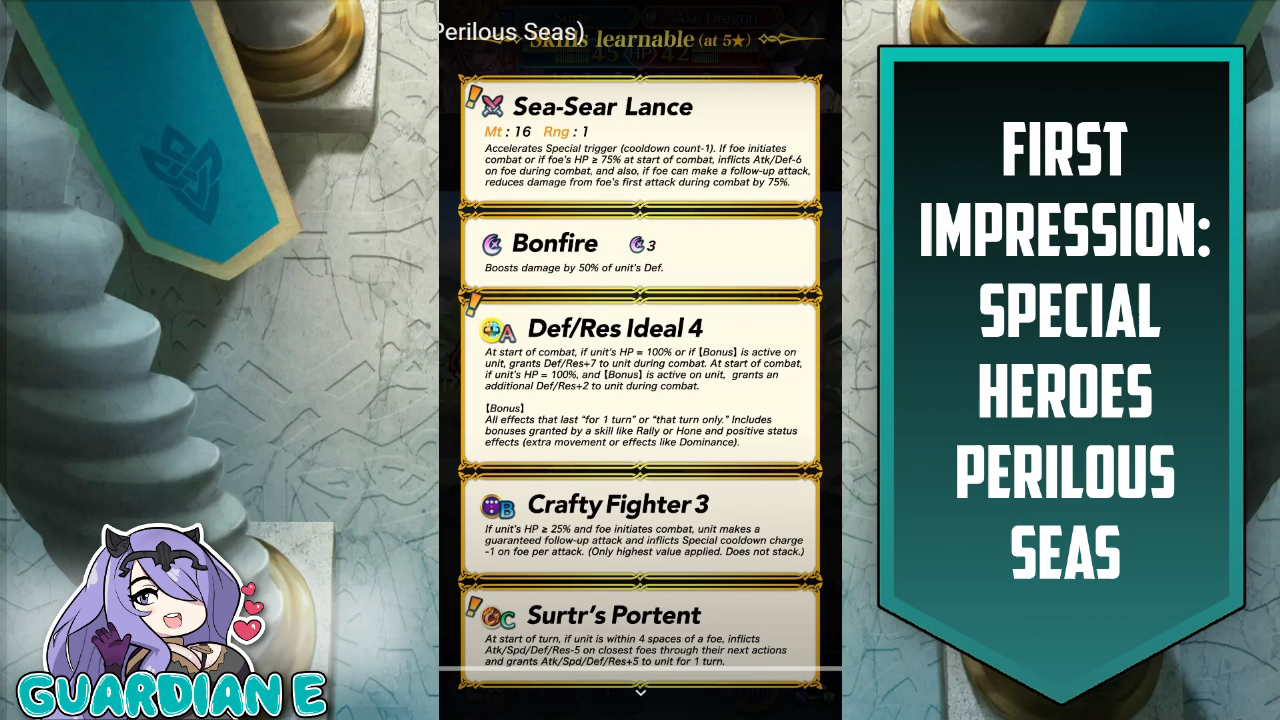 Perilous Seas)
Surtr
Axe Dragon
Skills learnable (at 5★)
45 HP 42
Sea-Sear Lance
Mt : 16 Rng : 1
Accelerates Special trigger (cooldown count-1). If foe initiates
combat or if foe's HP ≥ 75% at start of combat, inflicts Atk/Def-6
on foe during combat, and also, if foe can make a follow-up attack,
reduces damage from foe's first attack during combat by 75%.
Bonfire 3
Boosts damage by 50% of unit's Def.
A Def/Res Ideal 4
At start of combat, if unit's HP = 100% or if 【Bonus】 is active on
unit, grants Def/Res+7 to unit during combat. At start of combat,
if unit's HP = 100%, and 【Bonus】 is active on unit, grants an
additional Def/Res+2 to unit during combat.
【Bonus】
All effects that last "for 1 turn" or "that turn only." Includes
bonuses granted by a skill like Rally or Hone and positive status
effects (extra movement or effects like Dominance).
B Crafty Fighter 3
If unit's HP ≥ 25% and foe initiates combat, unit makes a
guaranteed follow-up attack and inflicts Special cooldown charge
-1 on foe per attack. (Only highest value applied. Does not stack.)
C Surtr's Portent
At start of turn, if unit is within 4 spaces of a foe, inflicts
Atk/Spd/Def/Res-5 on closest foes through their next actions
and grants Atk/Spd/Def/Res+5 to unit for 1 turn.
FIRST
IMPRESSION:
SPECIAL
HEROES
PERILOUS
SEAS
GUARDIAN E